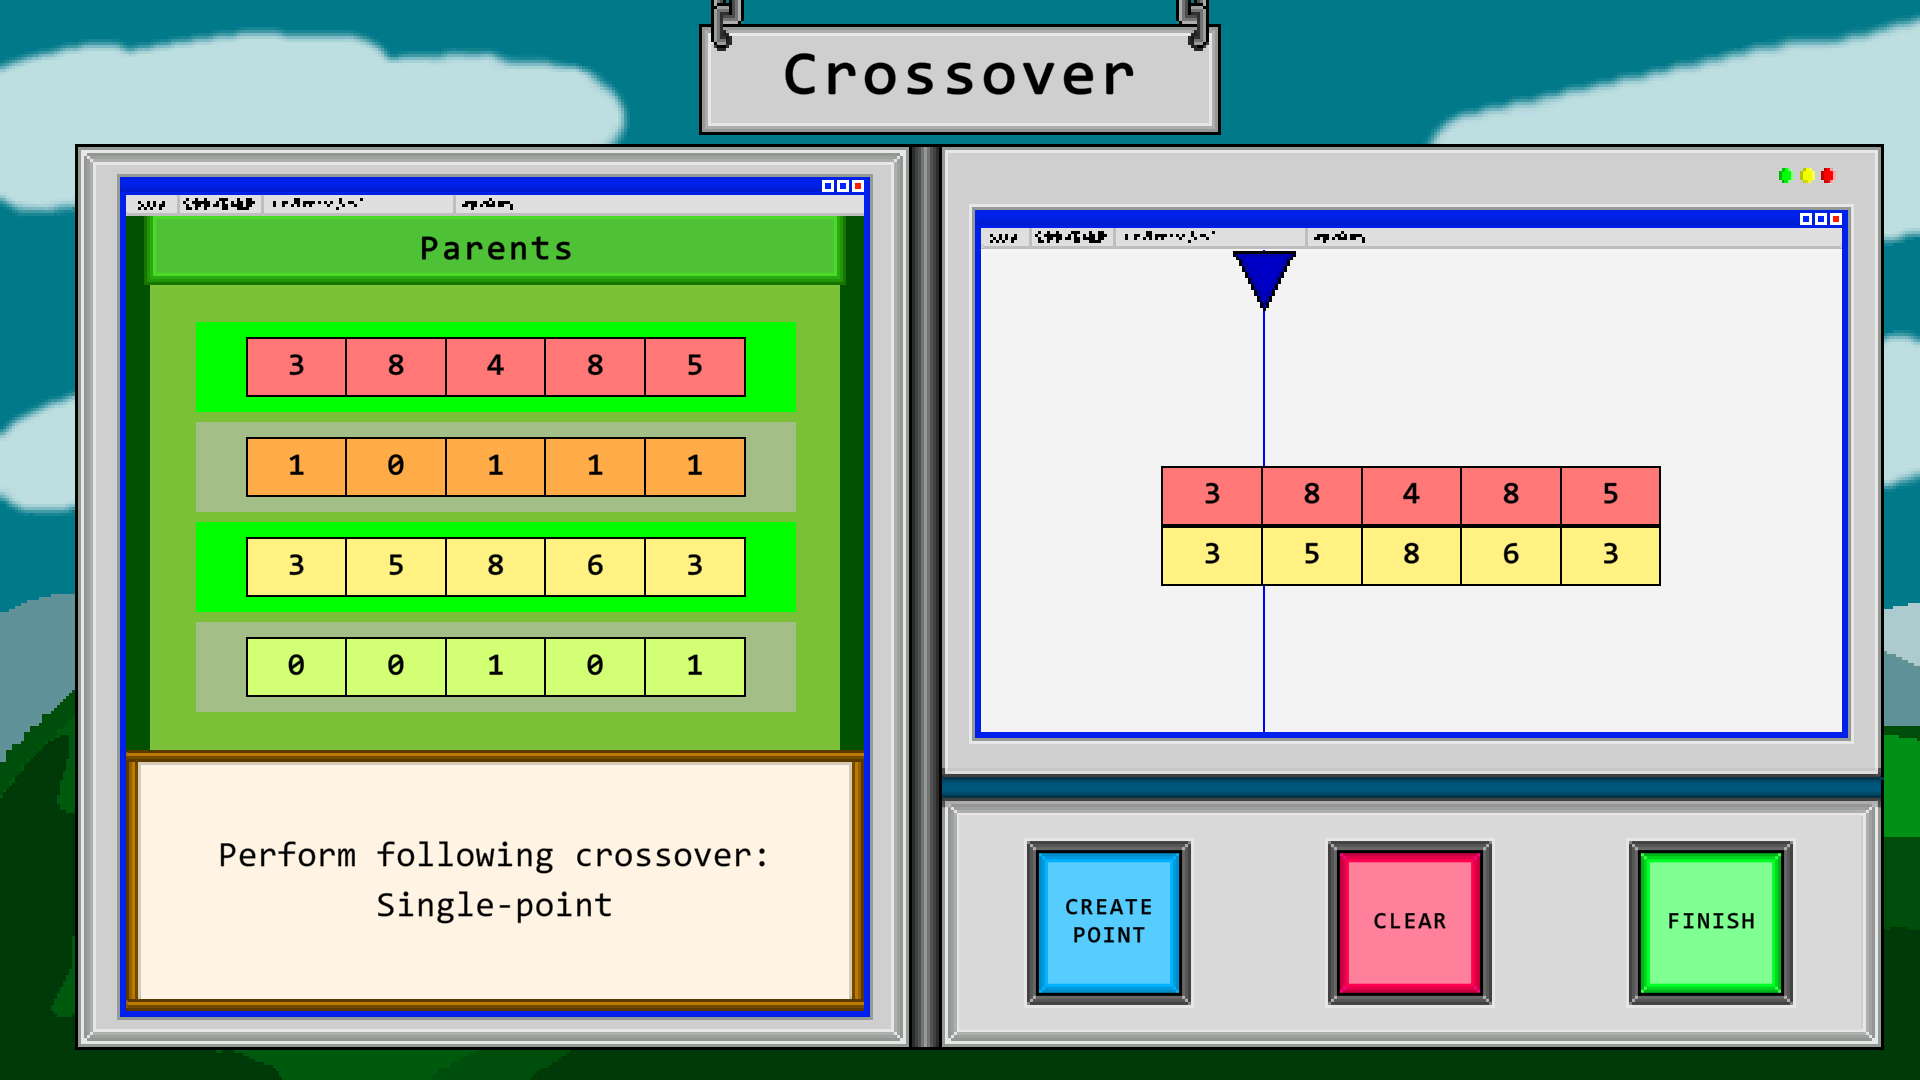 Crossover
Parents
3 8 4 8 5
1 0 1 1 1
3 5 8 6 3
0 0 1 0 1
Perform following crossover:
Single-point
3 8 4 8 5
3 5 8 6 3
CREATE
POINT
CLEAR
FINISH